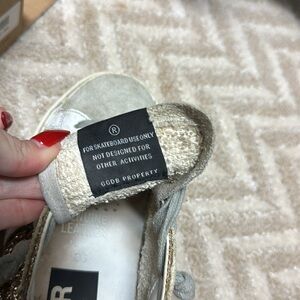 ®
FOR SKATEBOARD USE ONLY
NOT DESIGNED FOR
OTHER ACTIVITIES
GGDB PROPERTY
R